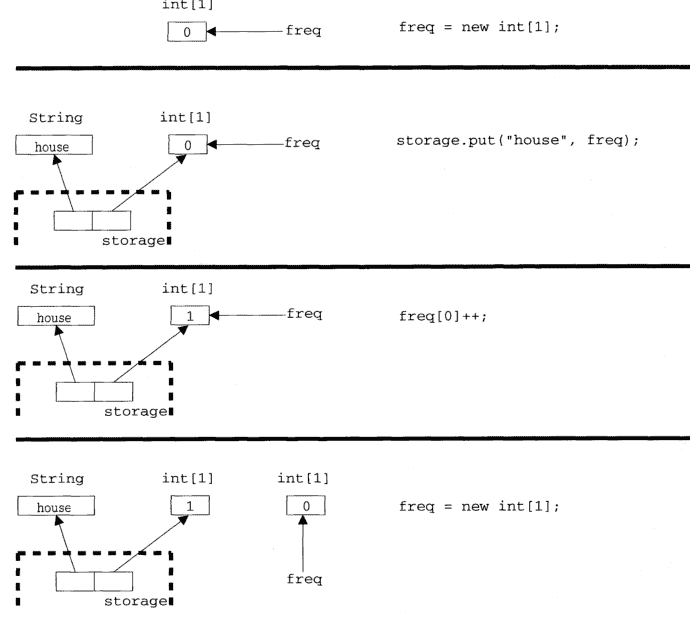 int[1]
0 freq freq = new int[1];
String int[1]
house 0 freq storage.put("house", freq);
storage
String int[1]
house 1 freq freq[0]++;
storage
String int[1] int[1]
house 1 0 freq = new int[1];
freq
storage